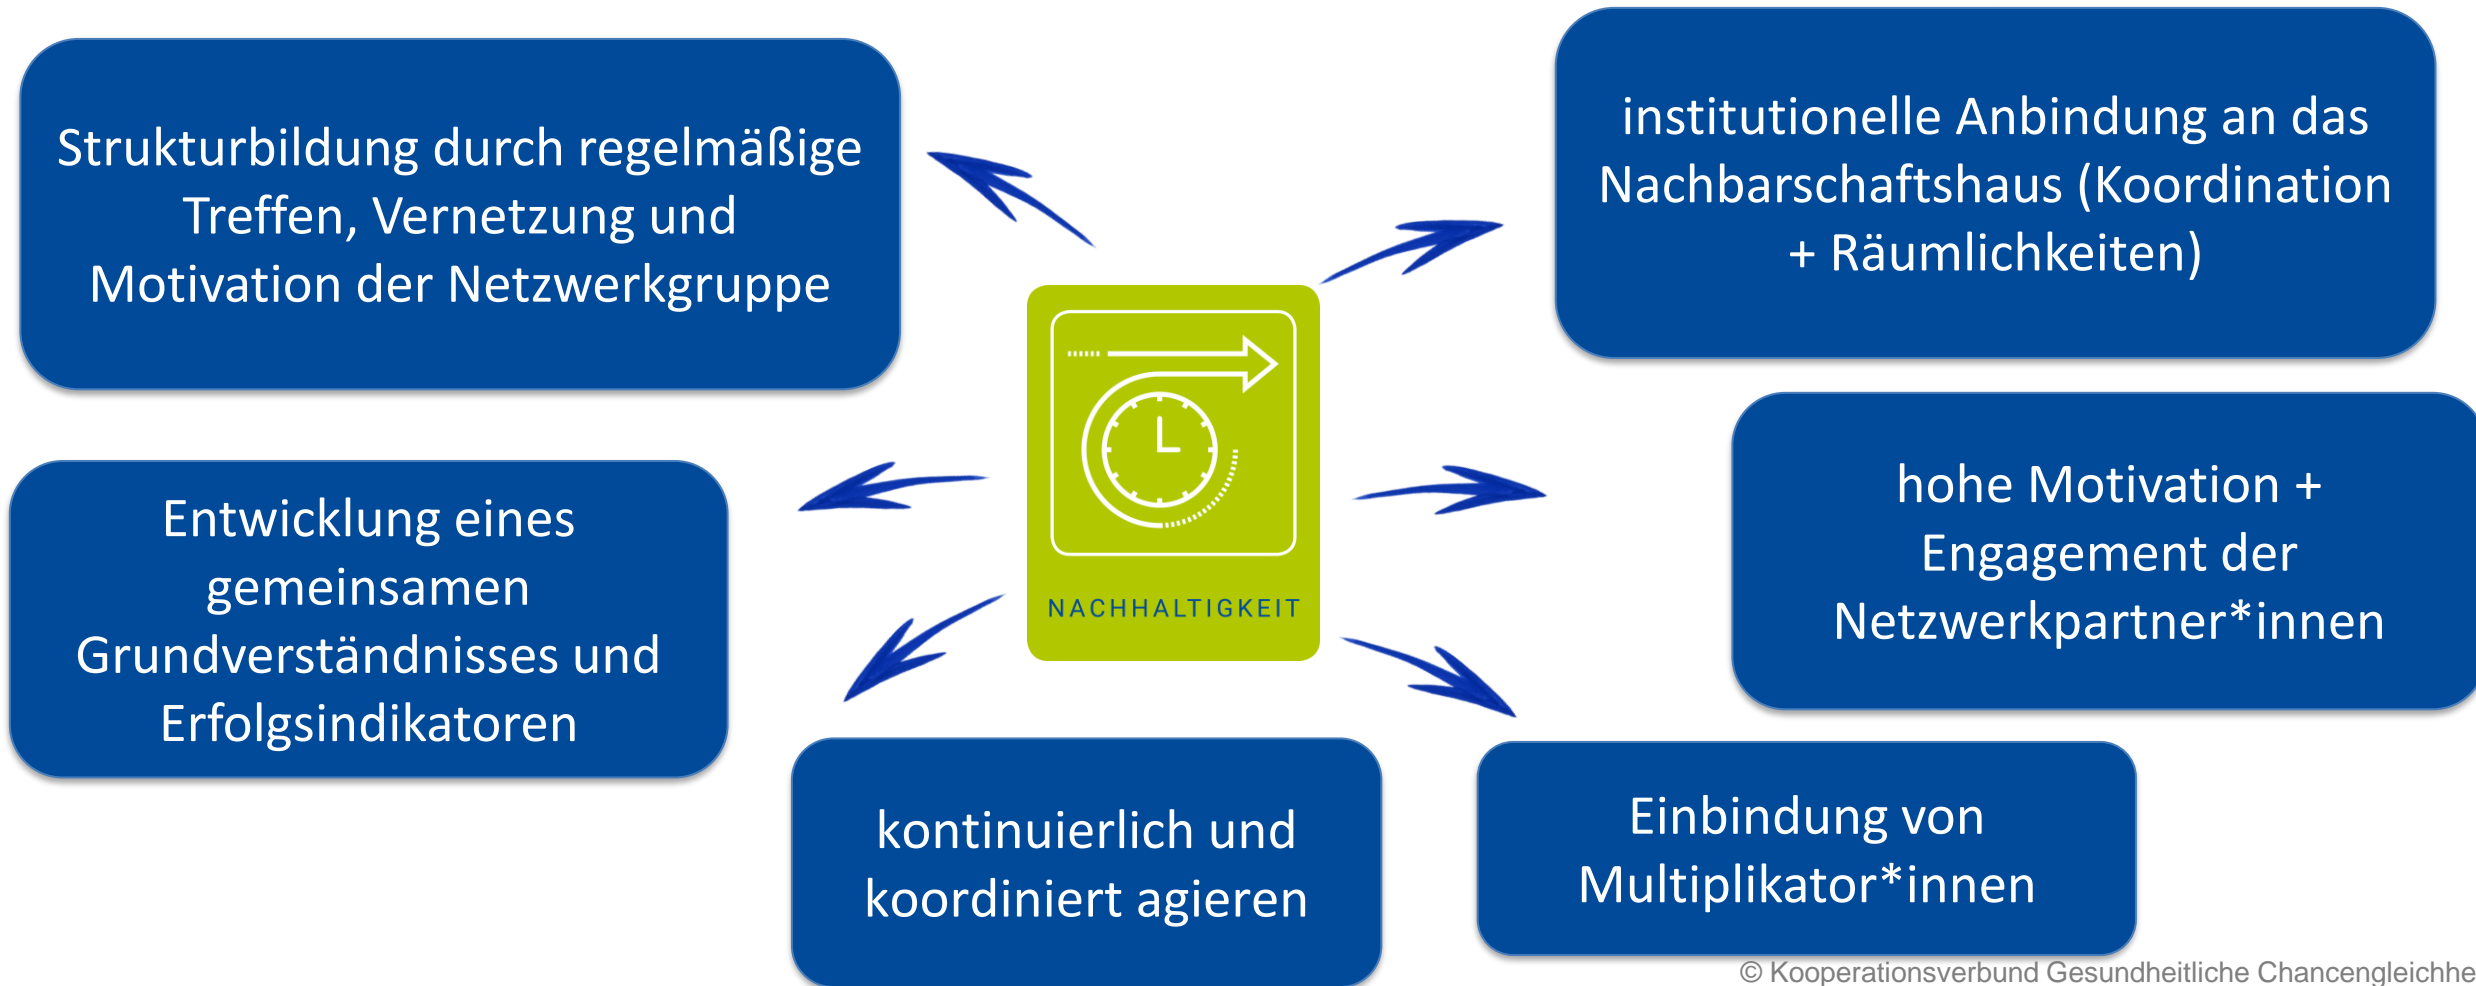 Strukturbildung durch regelmäßige
Treffen, Vernetzung und
Motivation der Netzwerkgruppe
institutionelle Anbindung an das
Nachbarschaftshaus (Koordination
+ Räumlichkeiten)
Entwicklung eines
gemeinsamen
Grundverständnisses und
Erfolgsindikatoren
NACHHALTIGKEIT
hohe Motivation +
Engagement der
Netzwerkpartner*innen
kontinuierlich und
koordiniert agieren
Einbindung von
Multiplikator*innen
© Kooperationsverbund Gesundheitliche Chancengleichhe